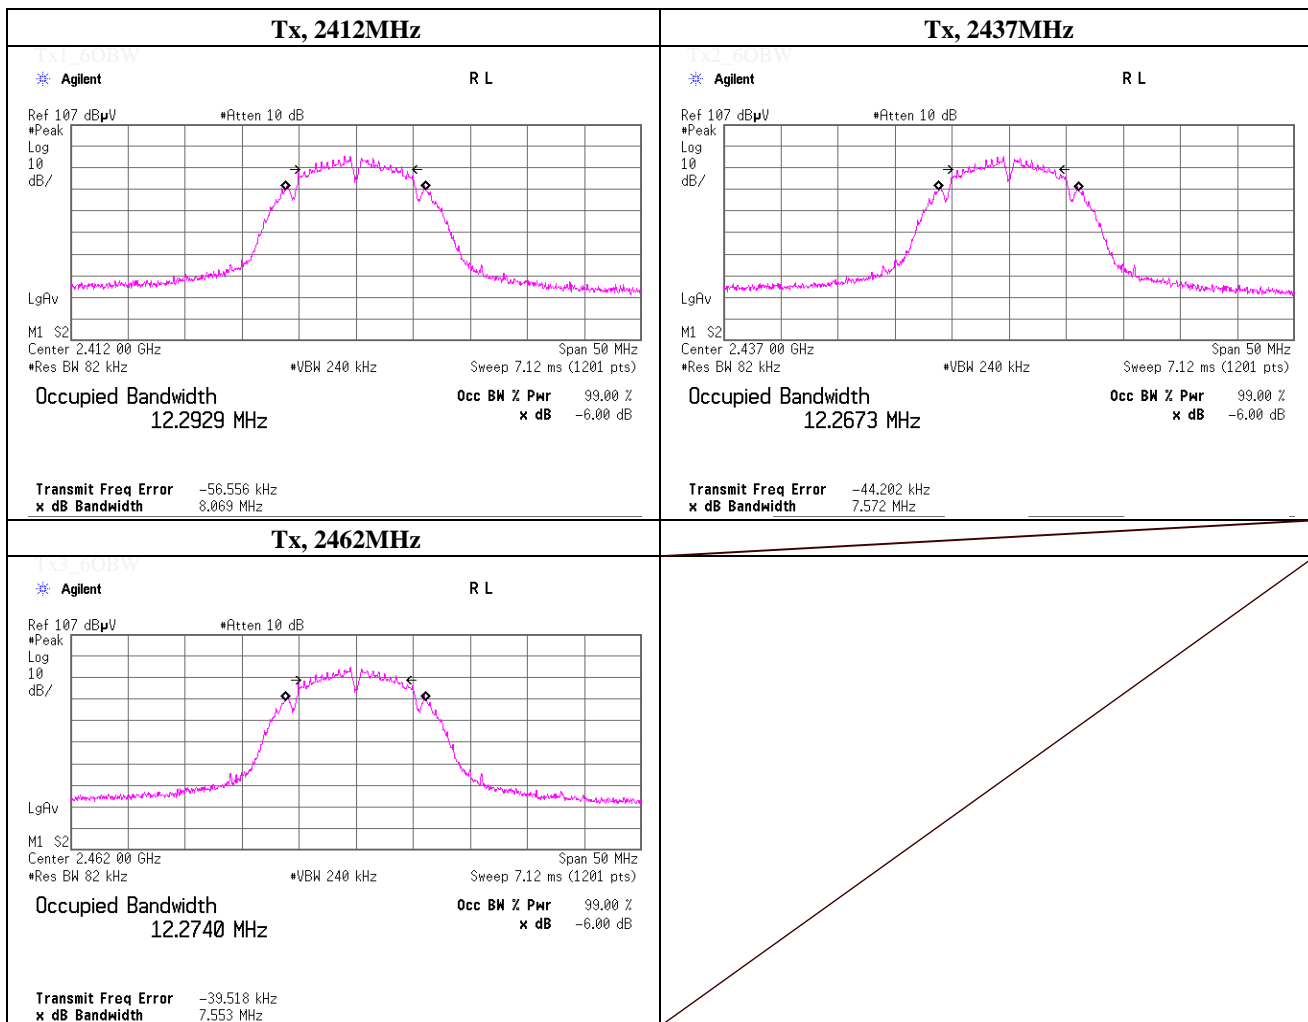 Tx, 2412MHz
Tx1_6OBW
Agilent R L
Ref 107 dBµV #Atten 10 dB
#Peak
Log
10
dB/
LgAv
M1 S2
Center 2.412 00 GHz Span 50 MHz
#Res BW 82 kHz #VBW 240 kHz Sweep 7.12 ms (1201 pts)
Occupied Bandwidth Occ BW % Pwr 99.00 %
12.2929 MHz x dB -6.00 dB
Transmit Freq Error -56.556 kHz
x dB Bandwidth 8.069 MHz
Tx, 2437MHz
Tx2_6OBW
Agilent R L
Ref 107 dBµV #Atten 10 dB
#Peak
Log
10
dB/
LgAv
M1 S2
Center 2.437 00 GHz Span 50 MHz
#Res BW 82 kHz #VBW 240 kHz Sweep 7.12 ms (1201 pts)
Occupied Bandwidth Occ BW % Pwr 99.00 %
12.2673 MHz x dB -6.00 dB
Transmit Freq Error -44.202 kHz
x dB Bandwidth 7.572 MHz
Tx, 2462MHz
Tx3_6OBW
Agilent R L
Ref 107 dBµV #Atten 10 dB
#Peak
Log
10
dB/
LgAv
M1 S2
Center 2.462 00 GHz Span 50 MHz
#Res BW 82 kHz #VBW 240 kHz Sweep 7.12 ms (1201 pts)
Occupied Bandwidth Occ BW % Pwr 99.00 %
12.2740 MHz x dB -6.00 dB
Transmit Freq Error -39.518 kHz
x dB Bandwidth 7.553 MHz